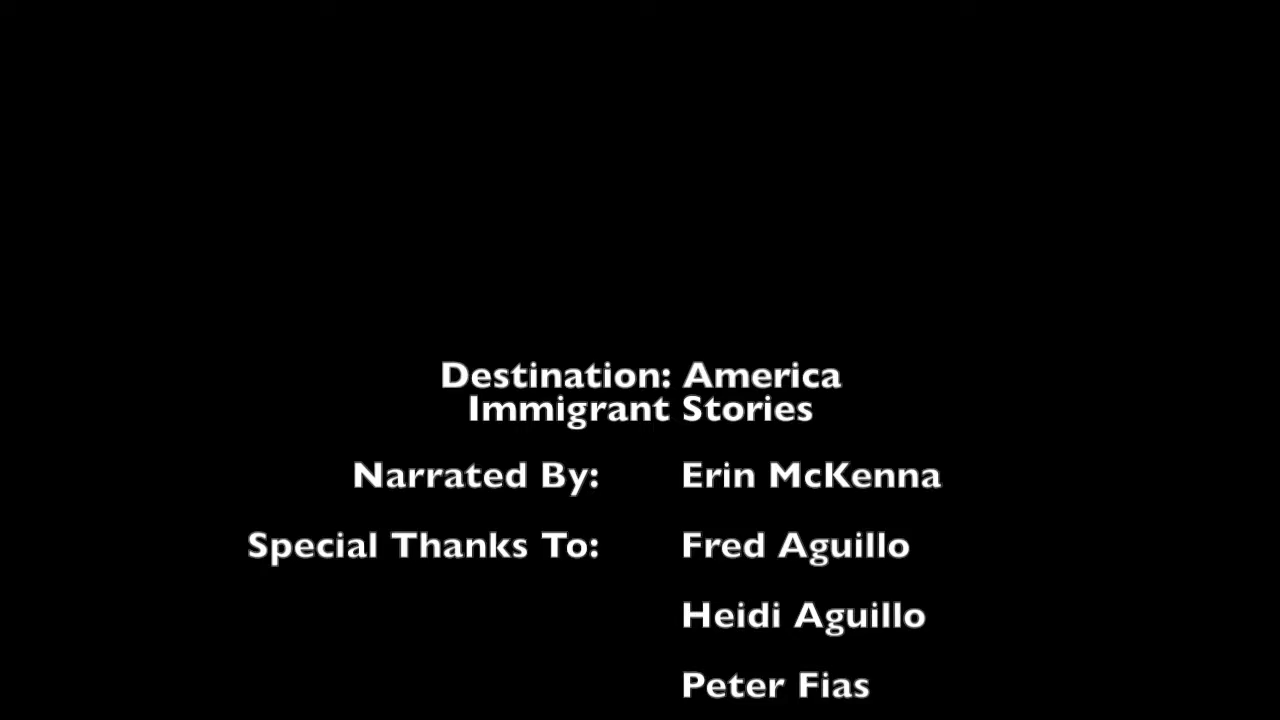 Destination: America
Immigrant Stories
Narrated By: Erin McKenna
Special Thanks To: Fred Aguillo
Heidi Aguillo
Peter Fias